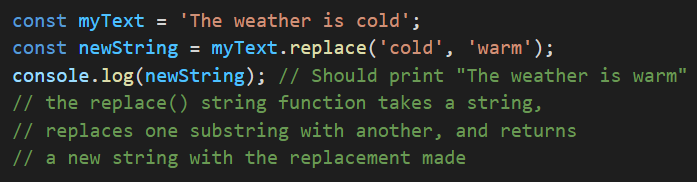 const myText = 'The weather is cold';
const newString = myText.replace('cold', 'warm');
console.log(newString); // Should print "The weather is warm"
// the replace() string function takes a string,
// replaces one substring with another, and returns
// a new string with the replacement made